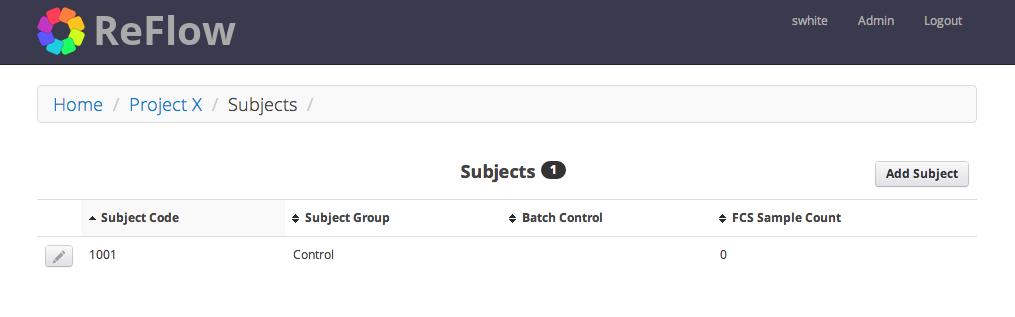 ReFlow swhite Admin Logout
Home / Project X / Subjects /
Subjects 1 Add Subject
Subject Code Subject Group Batch Control FCS Sample Count
1001 Control 0